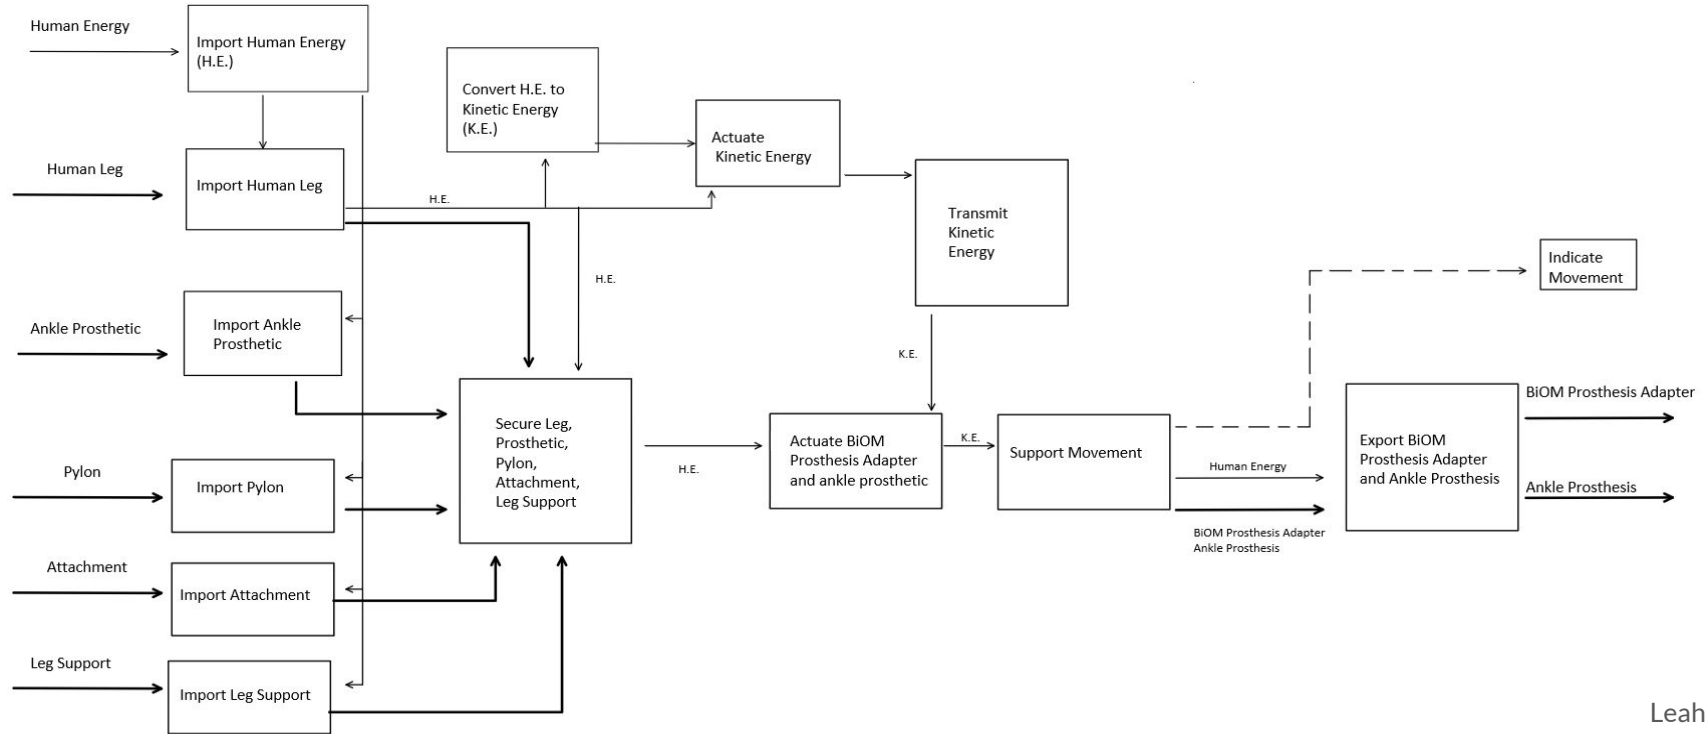 Human Energy
Import Human Energy
(H.E.)
Convert H.E. to
Kinetic Energy
(K.E.)
Actuate
Kinetic Energy
Human Leg
Import Human Leg
H.E.
Transmit
Kinetic
Energy
H.E.
Indicate
Movement
Ankle Prosthetic
Import Ankle
Prosthetic
K.E.
BiOM Prosthesis Adapter
Secure Leg,
Prosthetic,
Pylon,
Attachment,
Leg Support
H.E.
Actuate BiOM
Prosthesis Adapter
and ankle prosthetic
K.E.
Support Movement
Human Energy
BiOM Prosthesis Adapter
Ankle Prosthesis
Export BiOM
Prosthesis Adapter
and Ankle Prosthesis
Ankle Prosthesis
Pylon
Import Pylon
Attachment
Import Attachment
Leg Support
Import Leg Support
Leah